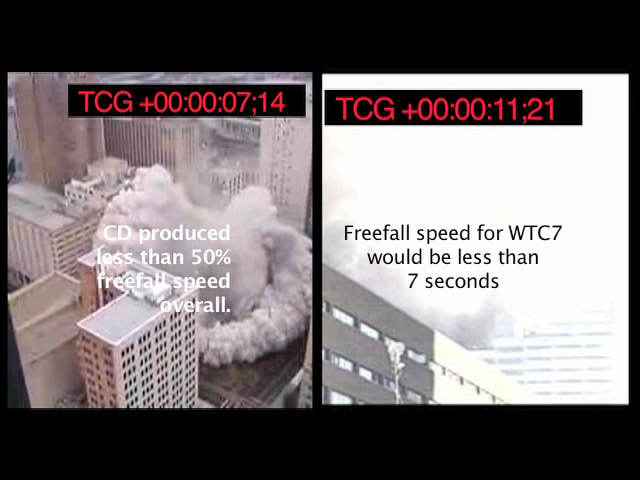 TCG +00:00:07;14
CD produced
less than 50%
freefall speed
overall.
TCG +00:00:11;21
Freefall speed for WTC7
would be less than
7 seconds